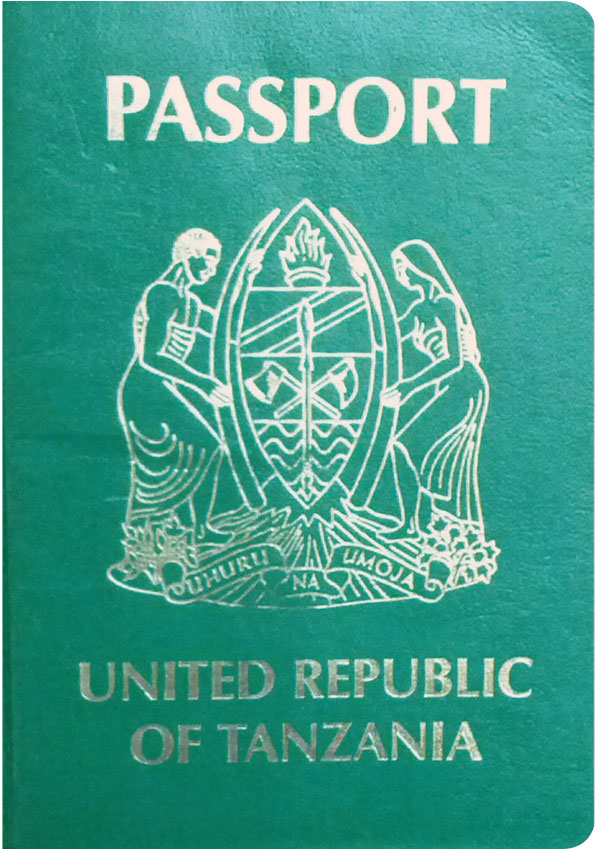 PASSPORT
UHURU NA UMOJA
UNITED REPUBLIC
OF TANZANIA